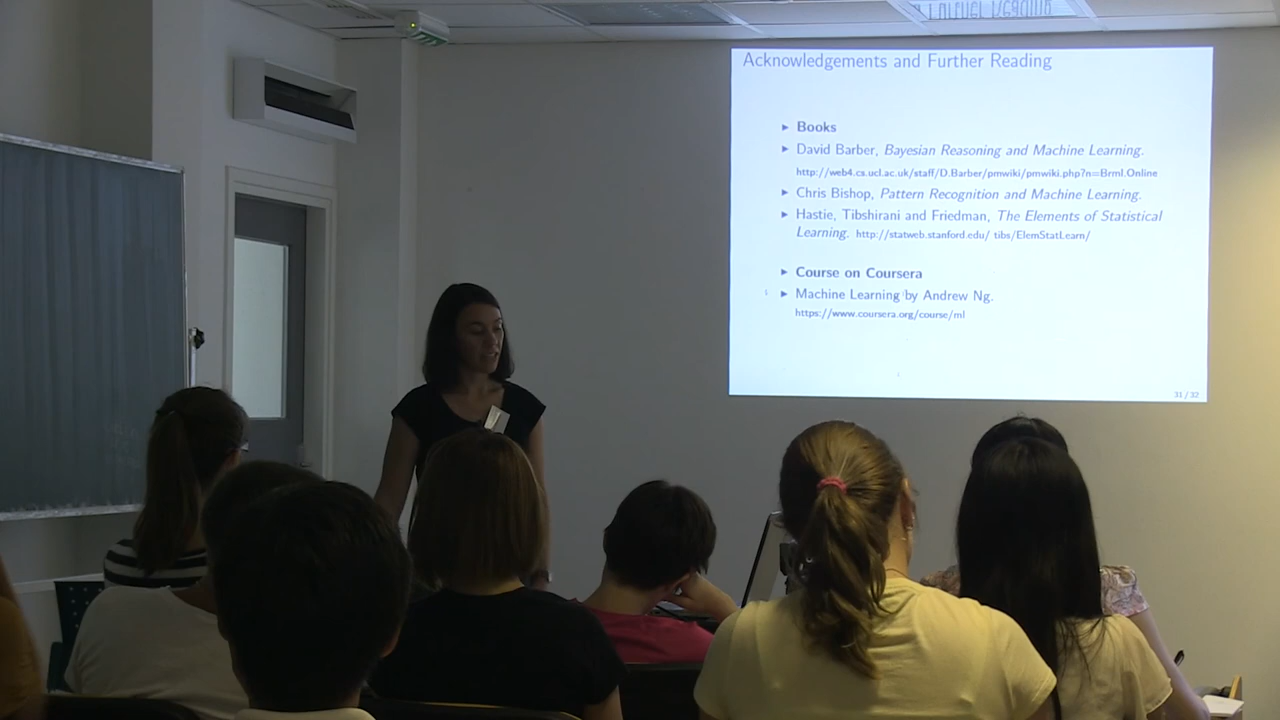 Acknowledgements and Further Reading
► Books
► David Barber, Bayesian Reasoning and Machine Learning.
http://web4.cs.ucl.ac.uk/staff/D.Barber/pmwiki/pmwiki.php?n=Brml.Online
► Chris Bishop, Pattern Recognition and Machine Learning.
► Hastie, Tibshirani and Friedman, The Elements of Statistical
Learning. http://statweb.stanford.edu/ tibs/ElemStatLearn/
► Course on Coursera
► Machine Learning by Andrew Ng.
https://www.coursera.org/course/ml
31 / 32